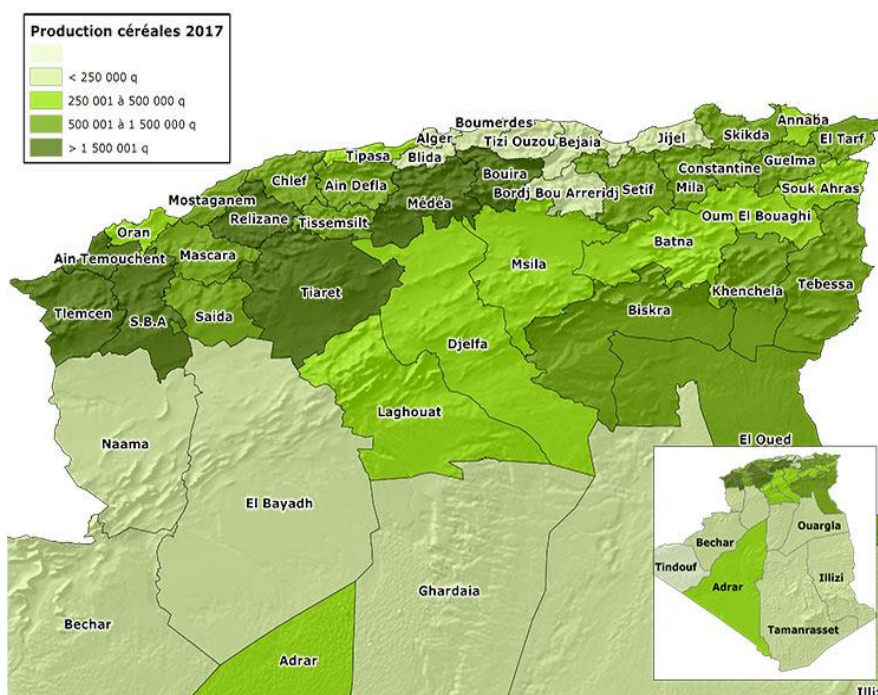 Production céréales 2017
< 250 000 q
250 001 à 500 000 q
500 001 à 1 500 000 q
> 1 500 001 q
Boumerdes
Alger
Tizi Ouzou
Bejaia
Jijel
Skikda
Annaba
El Tarf
Tipasa
Blida
Bouira
Constantine
Guelma
Chlef
Ain Defla
Médéa
Bordj Bou Arreridj
Setif
Mila
Souk Ahras
Mostaganem
Relizane
Tissemsilt
Oum El Bouaghi
Oran
Ain Temouchent
Mascara
Msila
Batna
Tlemcen
S.B.A
Saida
Tiaret
Biskra
Khenchela
Tebessa
Djelfa
Laghouat
Naama
El Oued
El Bayadh
Ghardaia
Bechar
Adrar
Ouargla
Bechar
Tindouf
Illizi
Adrar
Tamanrasset
Illi